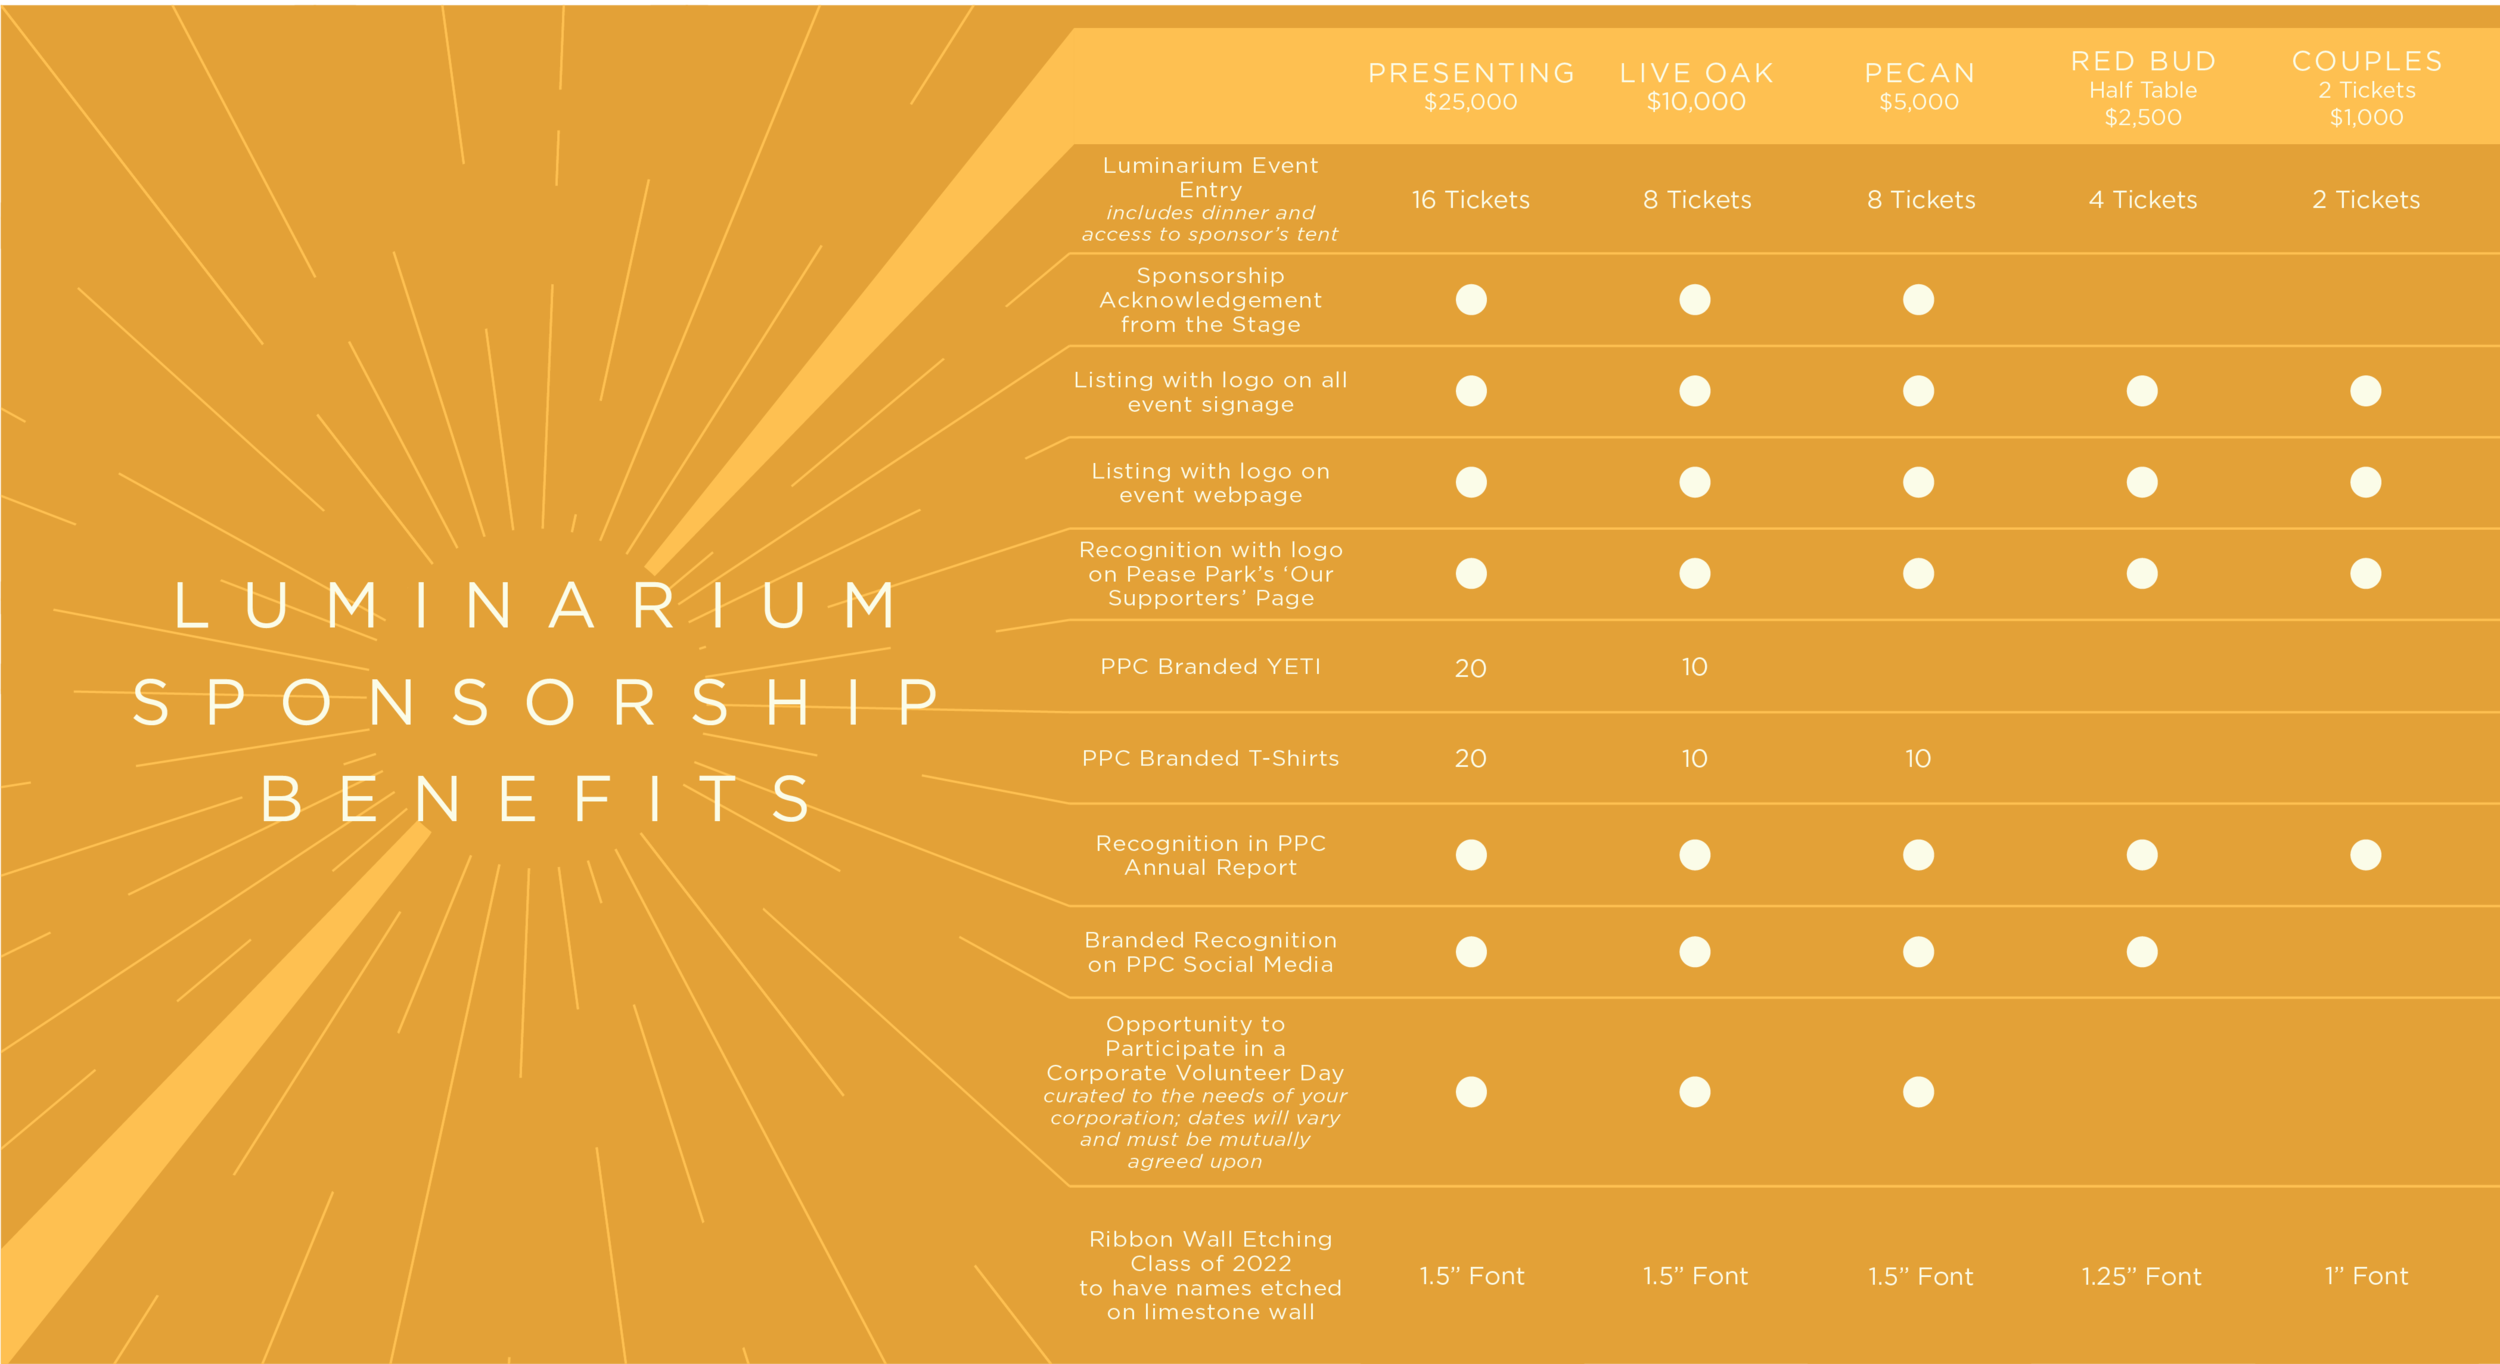 LUMINARIUM
SPONSORSHIP
BENEFITS
PRESENTING
$25,000
LIVE OAK
$10,000
PECAN
$5,000
RED BUD
Half Table
$2,500
COUPLES
2 Tickets
$1,000
Luminarium Event
Entry
includes dinner and
access to sponsor’s tent
16 Tickets 8 Tickets 8 Tickets 4 Tickets 2 Tickets
Sponsorship
Acknowledgement
from the Stage
Listing with logo on all
event signage
Listing with logo on
event webpage
Recognition with logo
on Pease Park’s ‘Our
Supporters’ Page
PPC Branded YETI 20 10
PPC Branded T-Shirts 20 10 10
Recognition in PPC
Annual Report
Branded Recognition
on PPC Social Media
Opportunity to
Participate in a
Corporate Volunteer Day
curated to the needs of your
corporation; dates will vary
and must be mutually
agreed upon
Ribbon Wall Etching
Class of 2022
to have names etched
on limestone wall
1.5” Font 1.5” Font 1.5” Font 1.25” Font 1” Font